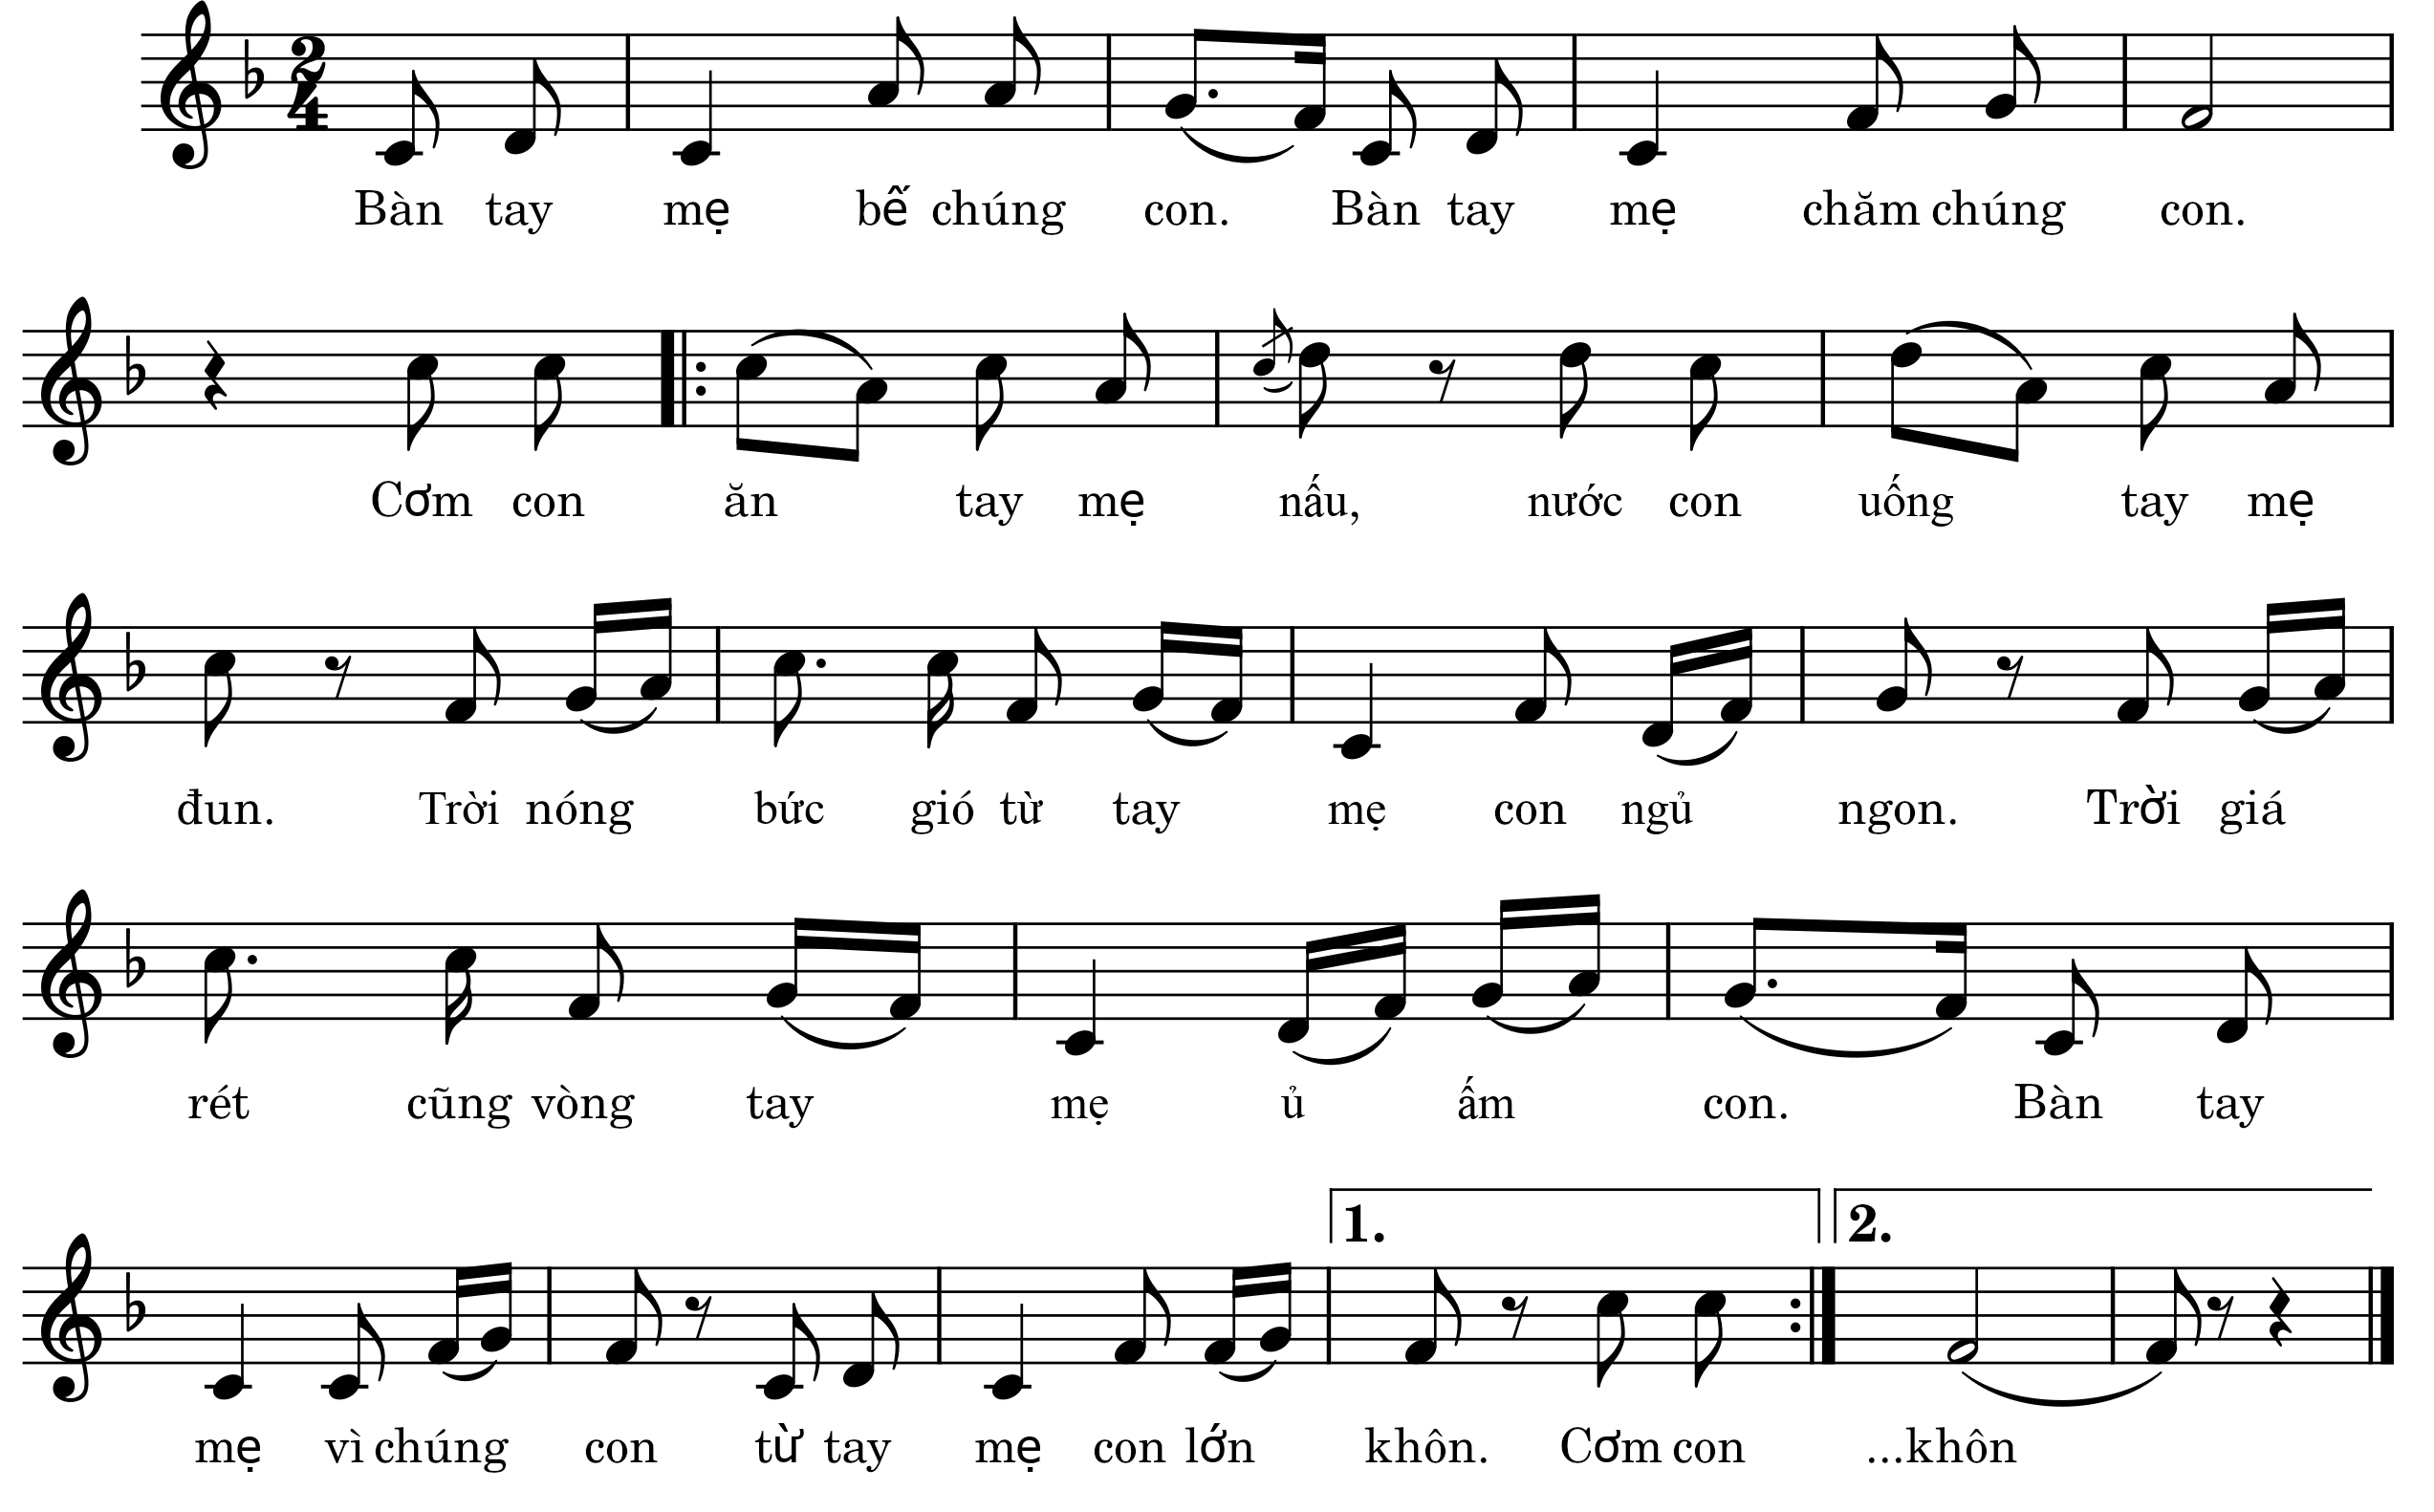 Bàn tay mẹ bễ chúng con. Bàn tay mẹ chăm chúng con.
Cơm con ăn tay mẹ nấu, nước con uống tay mẹ
đun. Trời nóng bức gió từ tay mẹ con ngủ ngon. Trời giá
rét cũng vòng tay mẹ ủ ấm con. Bàn tay
1. 2.
mẹ vì chúng con từ tay mẹ con lớn khôn. Cơm con ...khôn